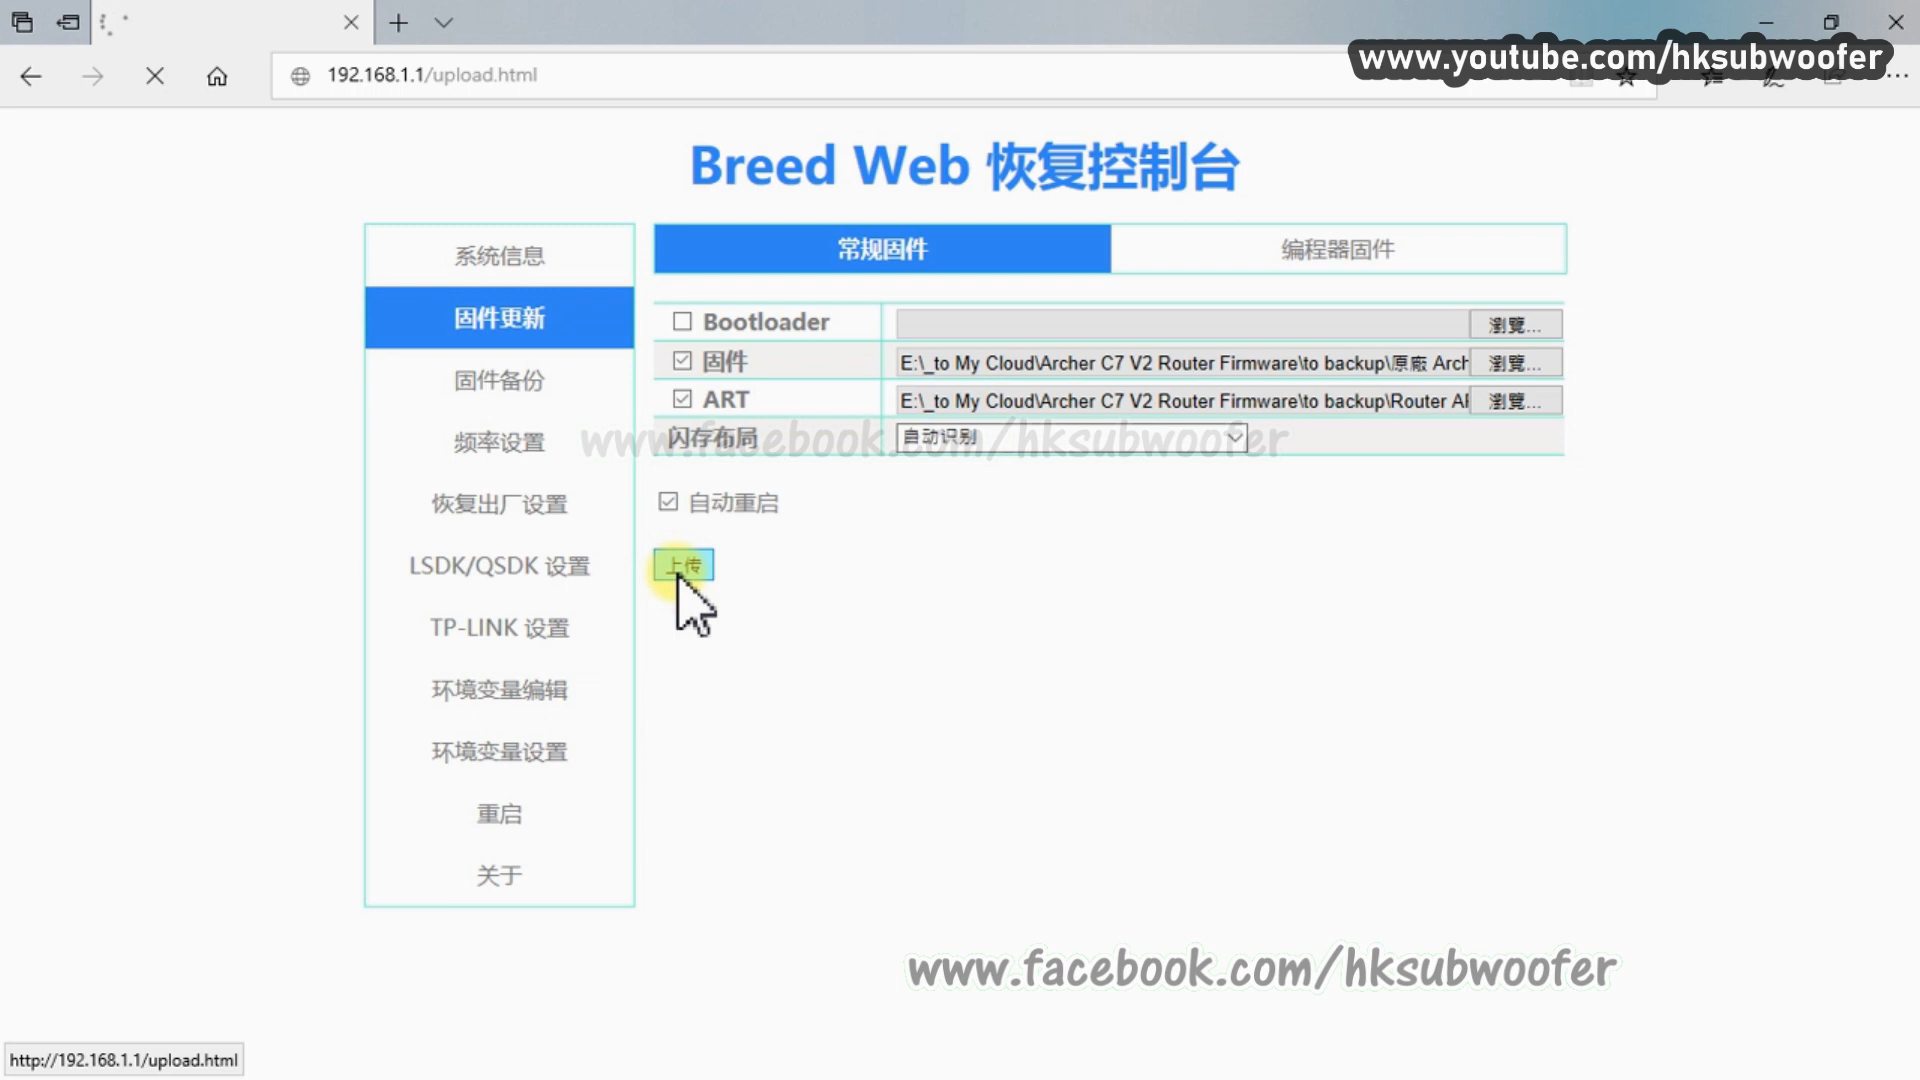 192.168.1.1/upload.html
www.youtube.com/hksubwoofer
Breed Web 恢复控制台
系统信息
固件更新
固件备份
频率设置
恢复出厂设置
LSDK/QSDK 设置
TP-LINK 设置
环境变量编辑
环境变量设置
重启
关于
常规固件
编程器固件
Bootloader
瀏覽...
固件
E:\_to My Cloud\Archer C7 V2 Router Firmware\to backup\原廠 Arch
瀏覽...
ART
E:\_to My Cloud\Archer C7 V2 Router Firmware\to backup\Router AR
瀏覽...
闪存布局
自动识别
www.facebook.com/hksubwoofer
自动重启
上传
www.facebook.com/hksubwoofer
http://192.168.1.1/upload.html